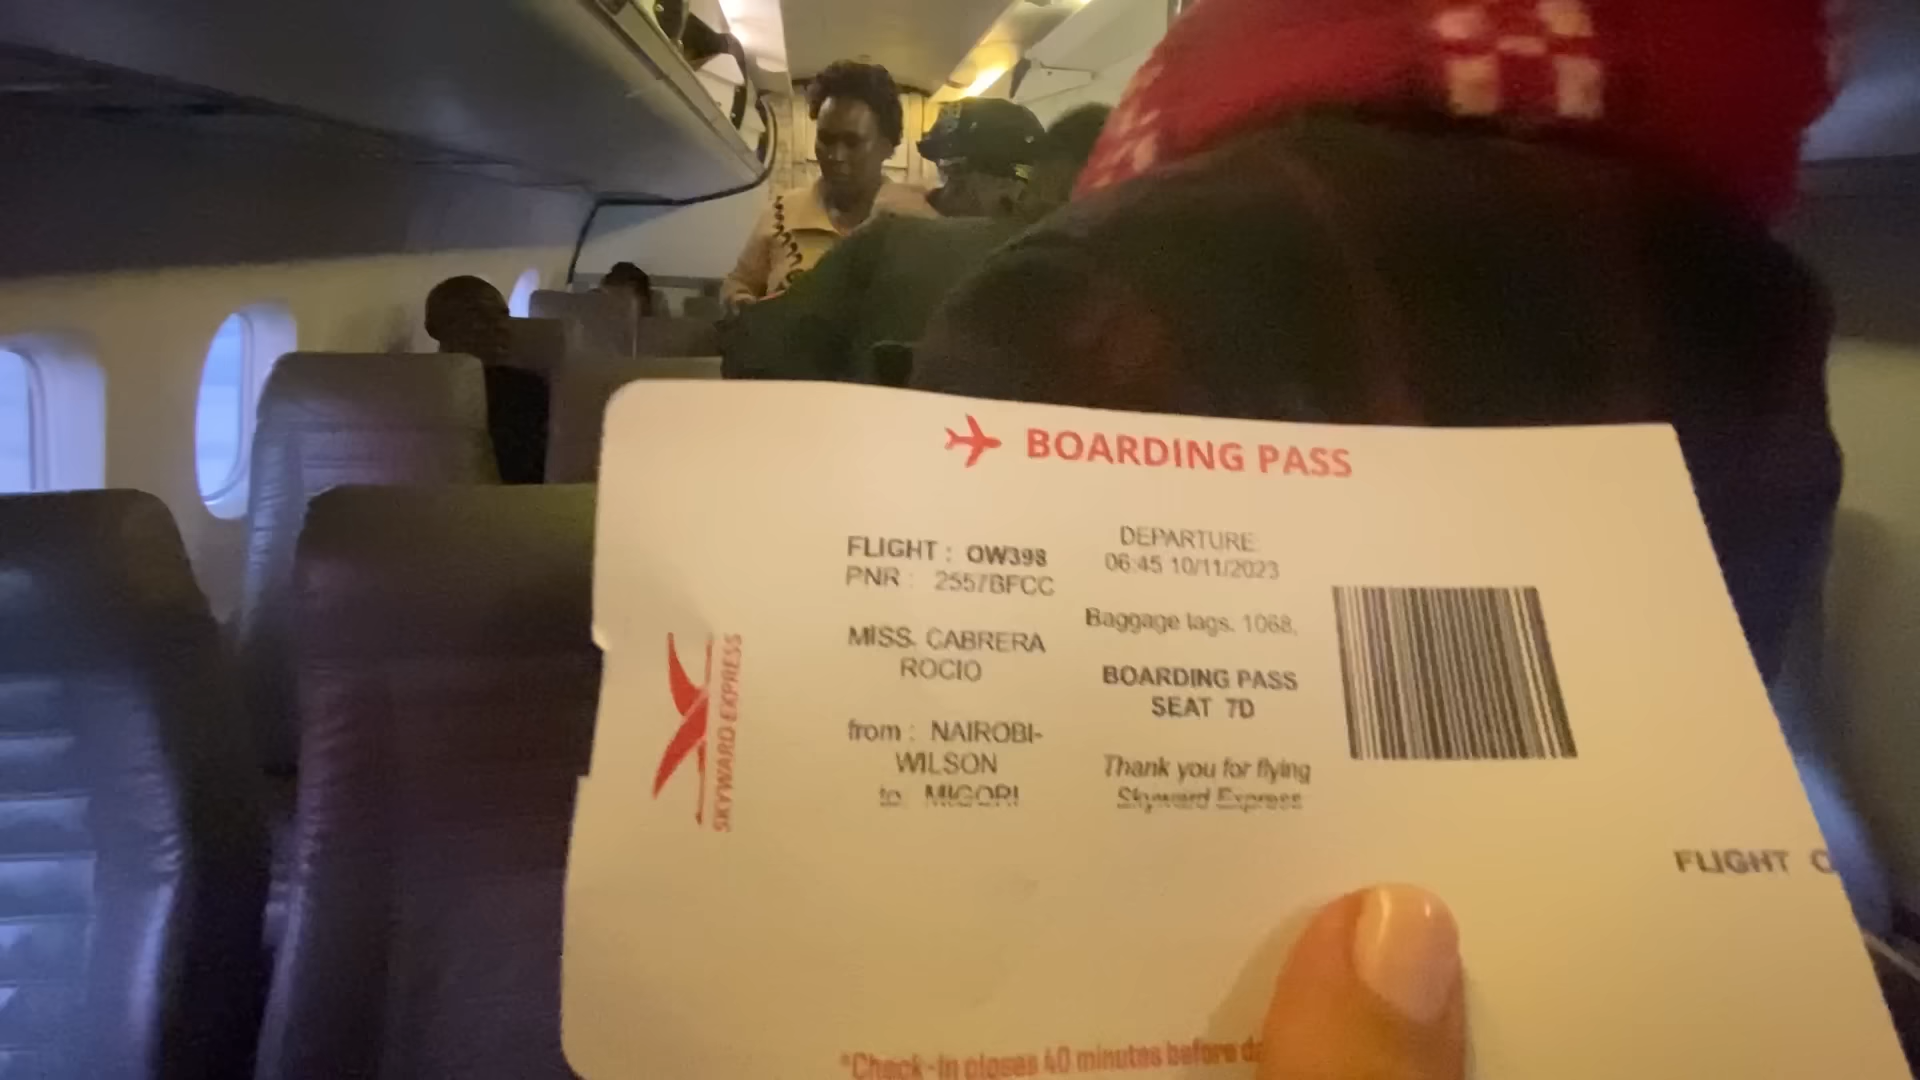 BOARDING PASS
FLIGHT : OW398
PNR : 2557BFCC
MISS. CABRERA
ROCIO
from : NAIROBI-
WILSON
to MIGORI
DEPARTURE
06:45 10/11/2023
Baggage tags. 1068,
BOARDING PASS
SEAT 7D
Thank you for flying
Skyward Express
SKYWARD EXPRESS
FLIGHT
*Check-in closes 40 minutes before